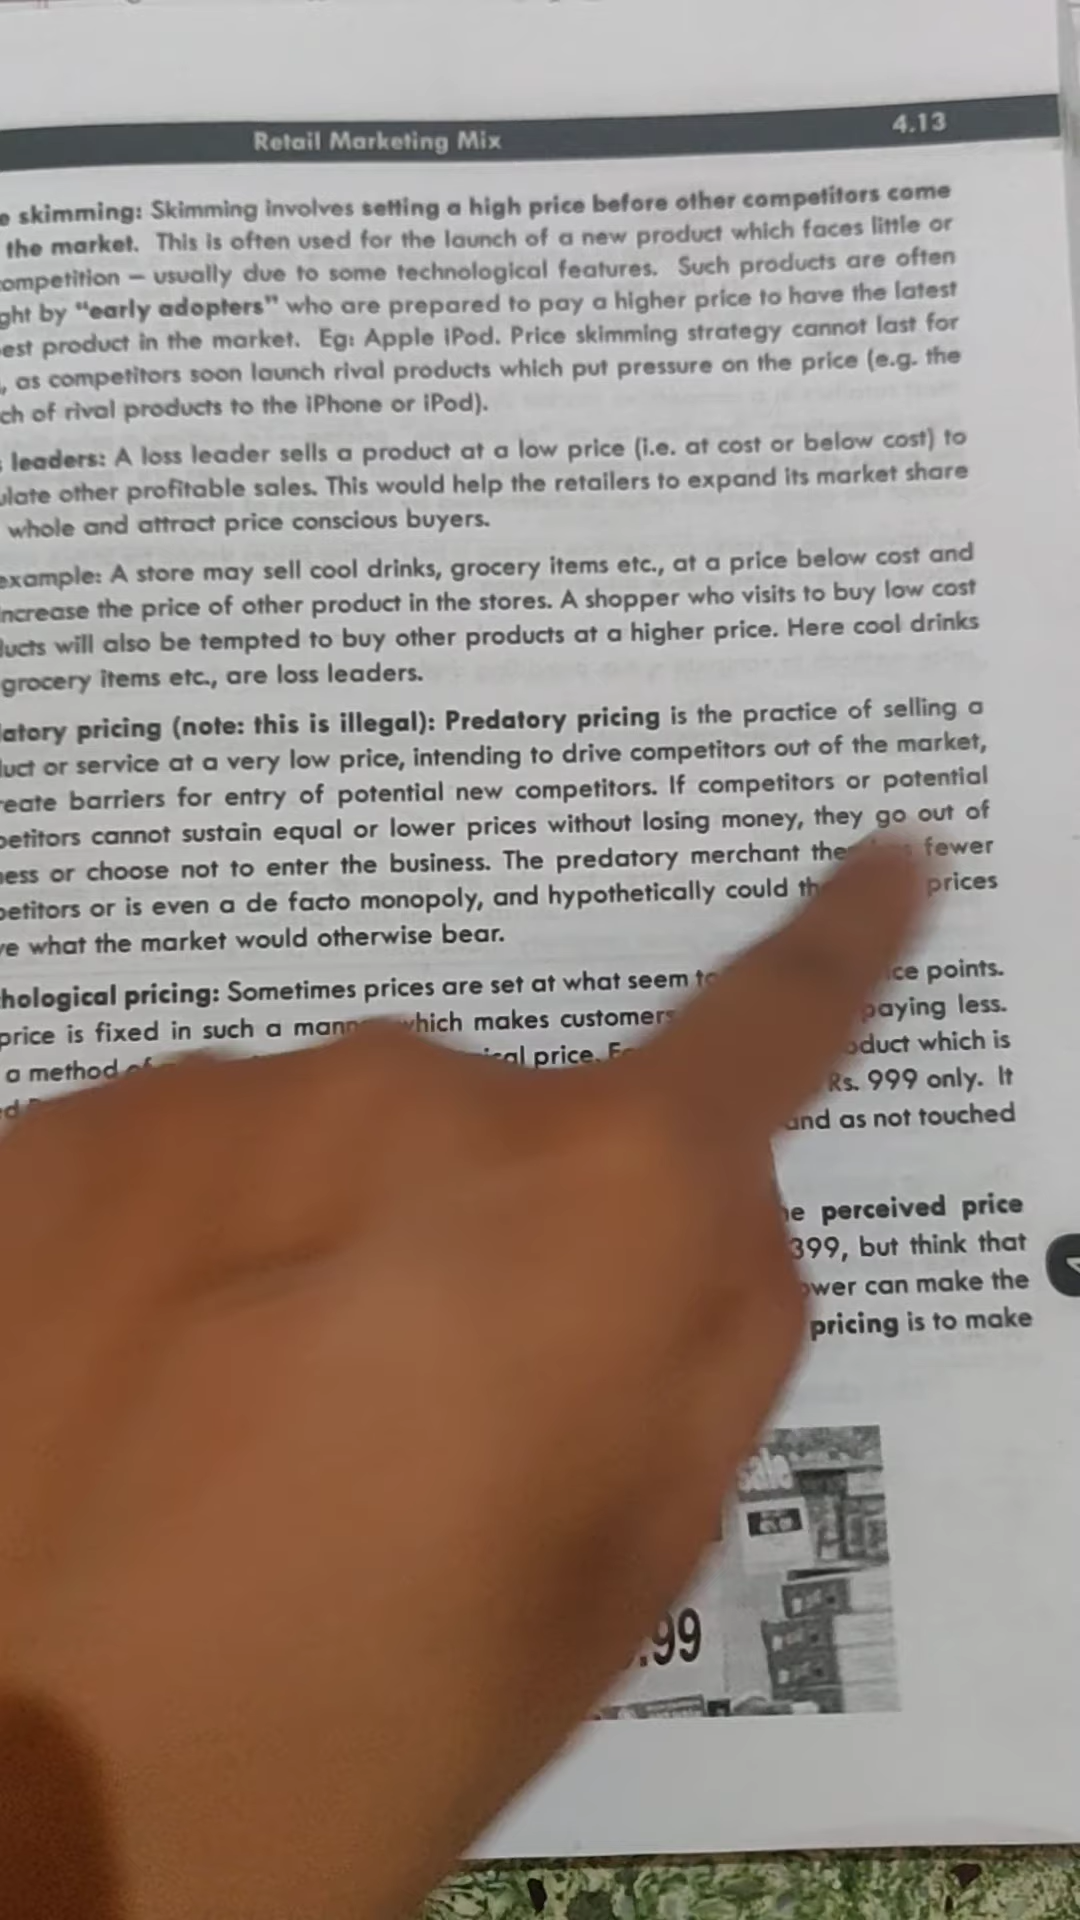 Retail Marketing Mix 4.13
skimming: Skimming involves setting a high price before other competitors come
the market. This is often used for the launch of a new product which faces little or
ompetition – usually due to some technological features. Such products are often
ght by "early adopters" who are prepared to pay a higher price to have the latest
est product in the market. Eg: Apple iPod. Price skimming strategy cannot last for
, as competitors soon launch rival products which put pressure on the price (e.g. the
ch of rival products to the iPhone or iPod).
leaders: A loss leader sells a product at a low price (i.e. at cost or below cost) to
ulate other profitable sales. This would help the retailers to expand its market share
whole and attract price conscious buyers.
example: A store may sell cool drinks, grocery items etc., at a price below cost and
increase the price of other product in the stores. A shopper who visits to buy low cost
ducts will also be tempted to buy other products at a higher price. Here cool drinks
grocery items etc., are loss leaders.
latory pricing (note: this is illegal): Predatory pricing is the practice of selling a
duct or service at a very low price, intending to drive competitors out of the market,
reate barriers for entry of potential new competitors. If competitors or potential
petitors cannot sustain equal or lower prices without losing money, they go out of
ness or choose not to enter the business. The predatory merchant fewer
petitors or is even a de facto monopoly, and hypothetically could prices
ve what the market would otherwise bear.
hological pricing: Sometimes prices are set at what seem ce points.
price is fixed in such a which makes customers paying less.
a method price. oduct which is
Rs. 999 only. It
and as not touched
perceived price
399, but think that
ower can make the
pricing is to make
sale
.99